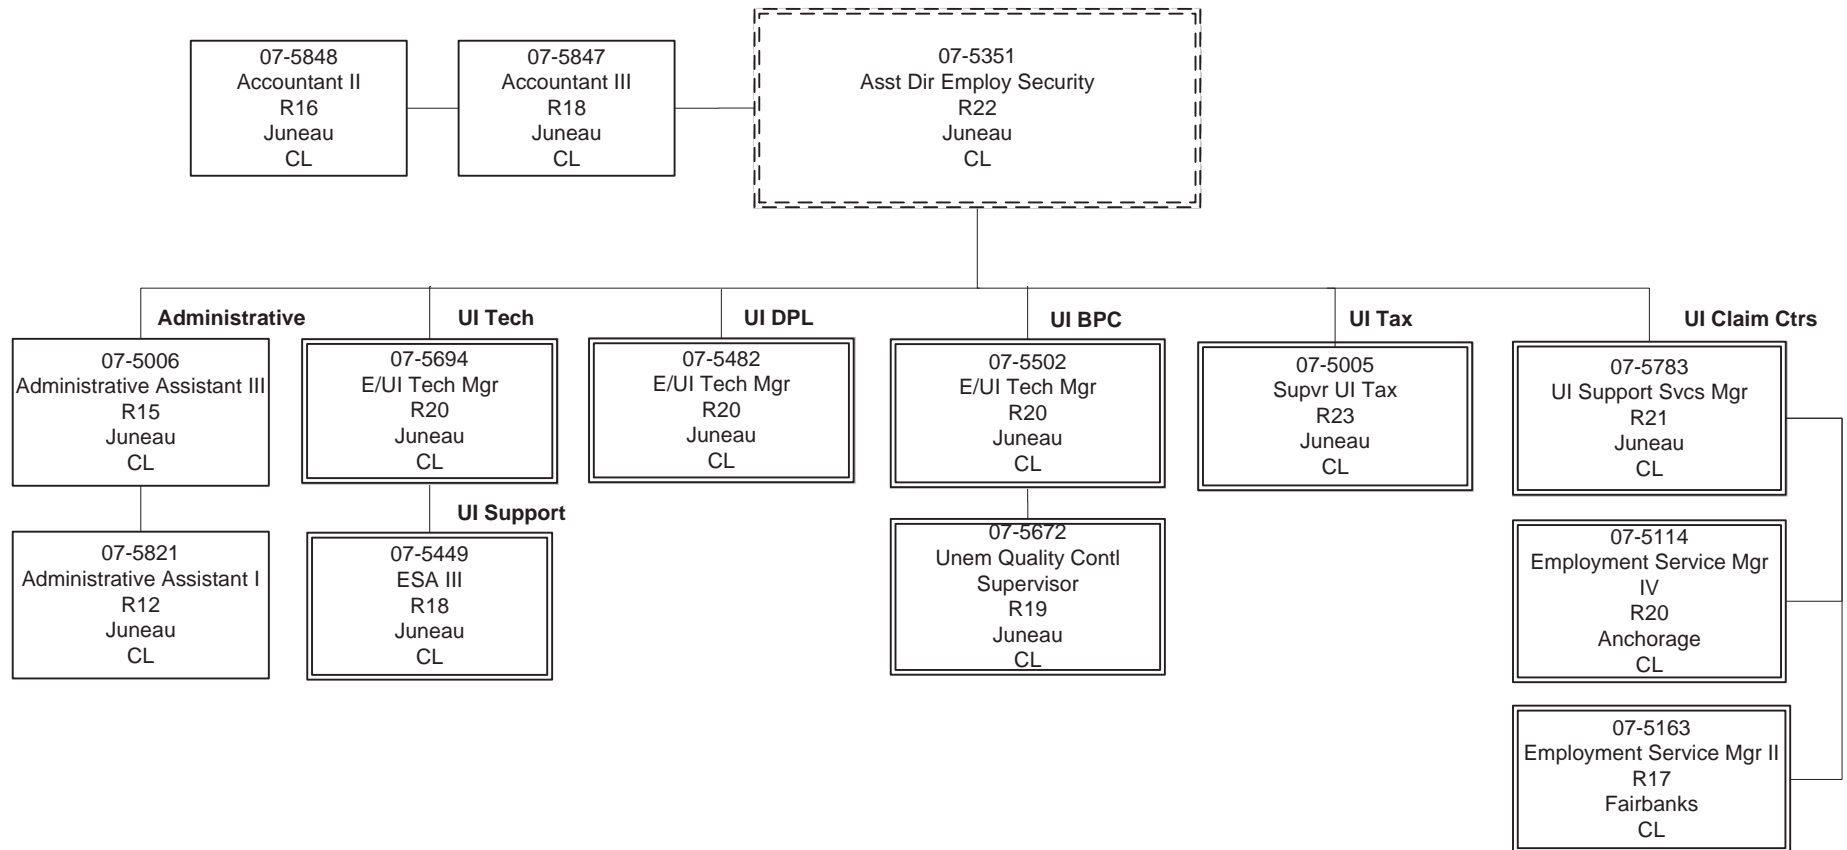 07-5848
Accountant II
R16
Juneau
CL
07-5847
Accountant III
R18
Juneau
CL
07-5351
Asst Dir Employ Security
R22
Juneau
CL
Administrative
07-5006
Administrative Assistant III
R15
Juneau
CL
07-5821
Administrative Assistant I
R12
Juneau
CL
UI Tech
07-5694
E/UI Tech Mgr
R20
Juneau
CL
UI Support
07-5449
ESA III
R18
Juneau
CL
UI DPL
07-5482
E/UI Tech Mgr
R20
Juneau
CL
UI BPC
07-5502
E/UI Tech Mgr
R20
Juneau
CL
07-5672
Unem Quality Contl
Supervisor
R19
Juneau
CL
UI Tax
07-5005
Supvr UI Tax
R23
Juneau
CL
UI Claim Ctrs
07-5783
UI Support Svcs Mgr
R21
Juneau
CL
07-5114
Employment Service Mgr
IV
R20
Anchorage
CL
07-5163
Employment Service Mgr II
R17
Fairbanks
CL